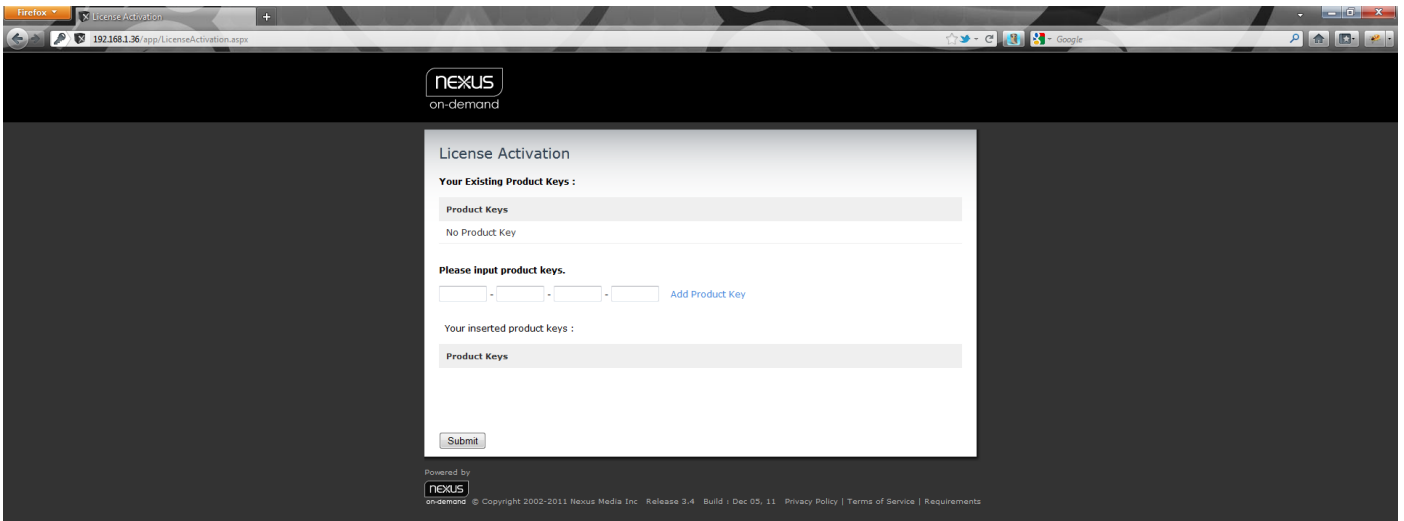 Firefox
License Activation
192.168.1.36/app/LicenseActivation.aspx
Google
nexus
on-demand
License Activation
Your Existing Product Keys :
Product Keys
No Product Key
Please input product keys.
- - - Add Product Key
Your inserted product keys :
Product Keys
Submit
Powered by
nexus
on-demand © Copyright 2002-2011 Nexus Media Inc Release 3.4 Build : Dec 05, 11 Privacy Policy | Terms of Service | Requirements